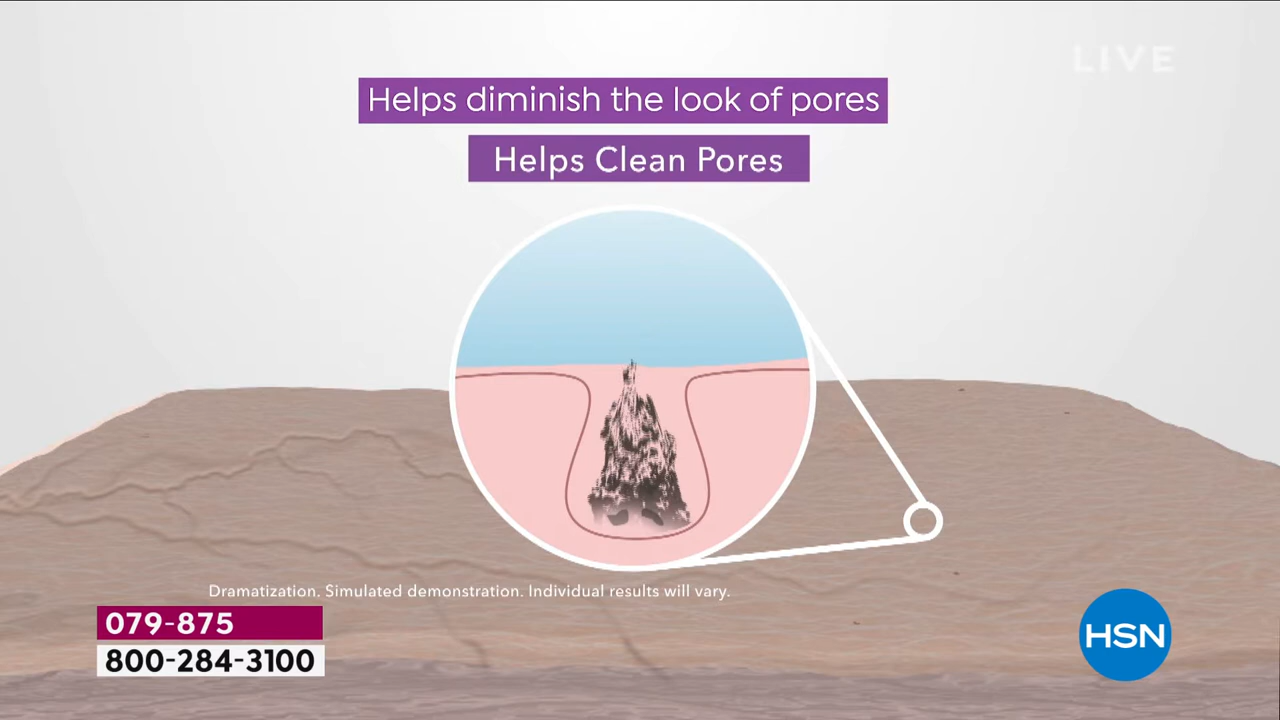 LIVE
Helps diminish the look of pores
Helps Clean Pores
Dramatization. Simulated demonstration. Individual results will vary.
079-875
800-284-3100
HSN